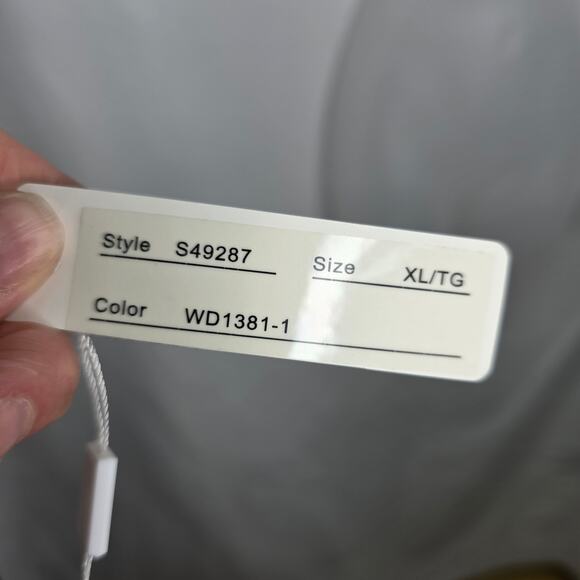 Style S49287 Size XL/TG
Color WD1381-1